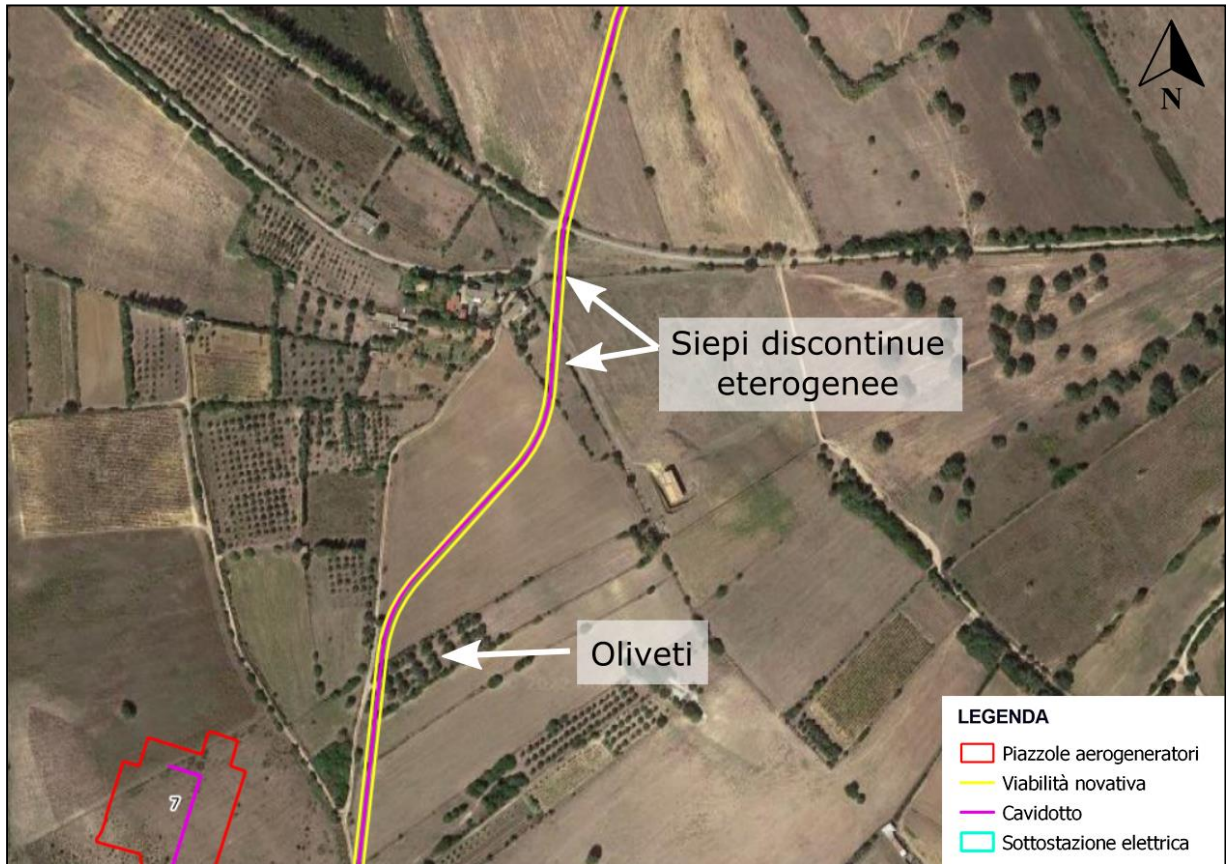 N
Siepi discontinue
eterogenee
Oliveti
7
LEGENDA
Piazzole aerogeneratori
Viabilità novativa
Cavidotto
Sottostazione elettrica